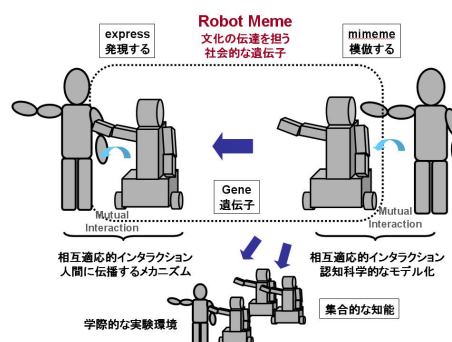 Robot Meme
文化の伝達を担う
社会的な遺伝子
express
発現する
mimeme
模倣する
Gene
遺伝子
Mutual
Interaction
Mutual
Interaction
相互適応的インタラクション
人間に伝播するメカニズム
相互適応的インタラクション
認知科学的なモデル化
学際的な実験環境
集合的な知能